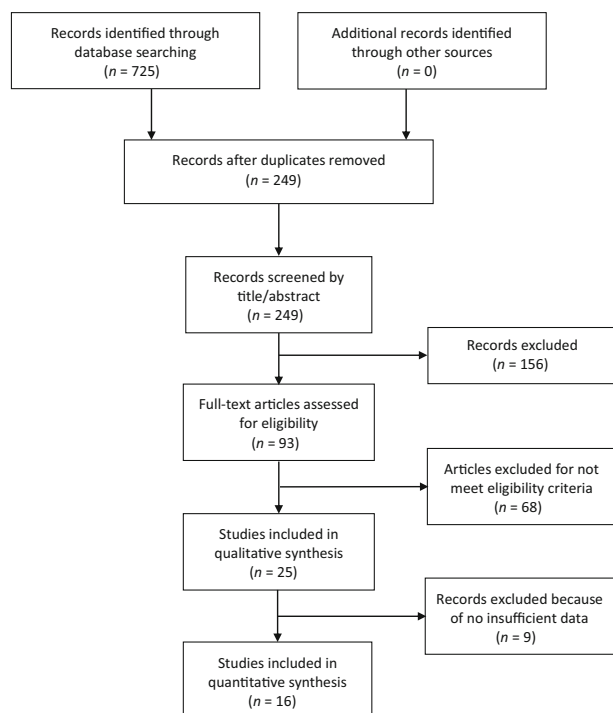 Records identified through
database searching
(n = 725)
Additional records identified
through other sources
(n = 0)
Records after duplicates removed
(n = 249)
Records screened by
title/abstract
(n = 249)
Records excluded
(n = 156)
Full-text articles assessed
for eligibility
(n = 93)
Articles excluded for not
meet eligibility criteria
(n = 68)
Studies included in
qualitative synthesis
(n = 25)
Records excluded because
of no insufficient data
(n = 9)
Studies included in
quantitative synthesis
(n = 16)